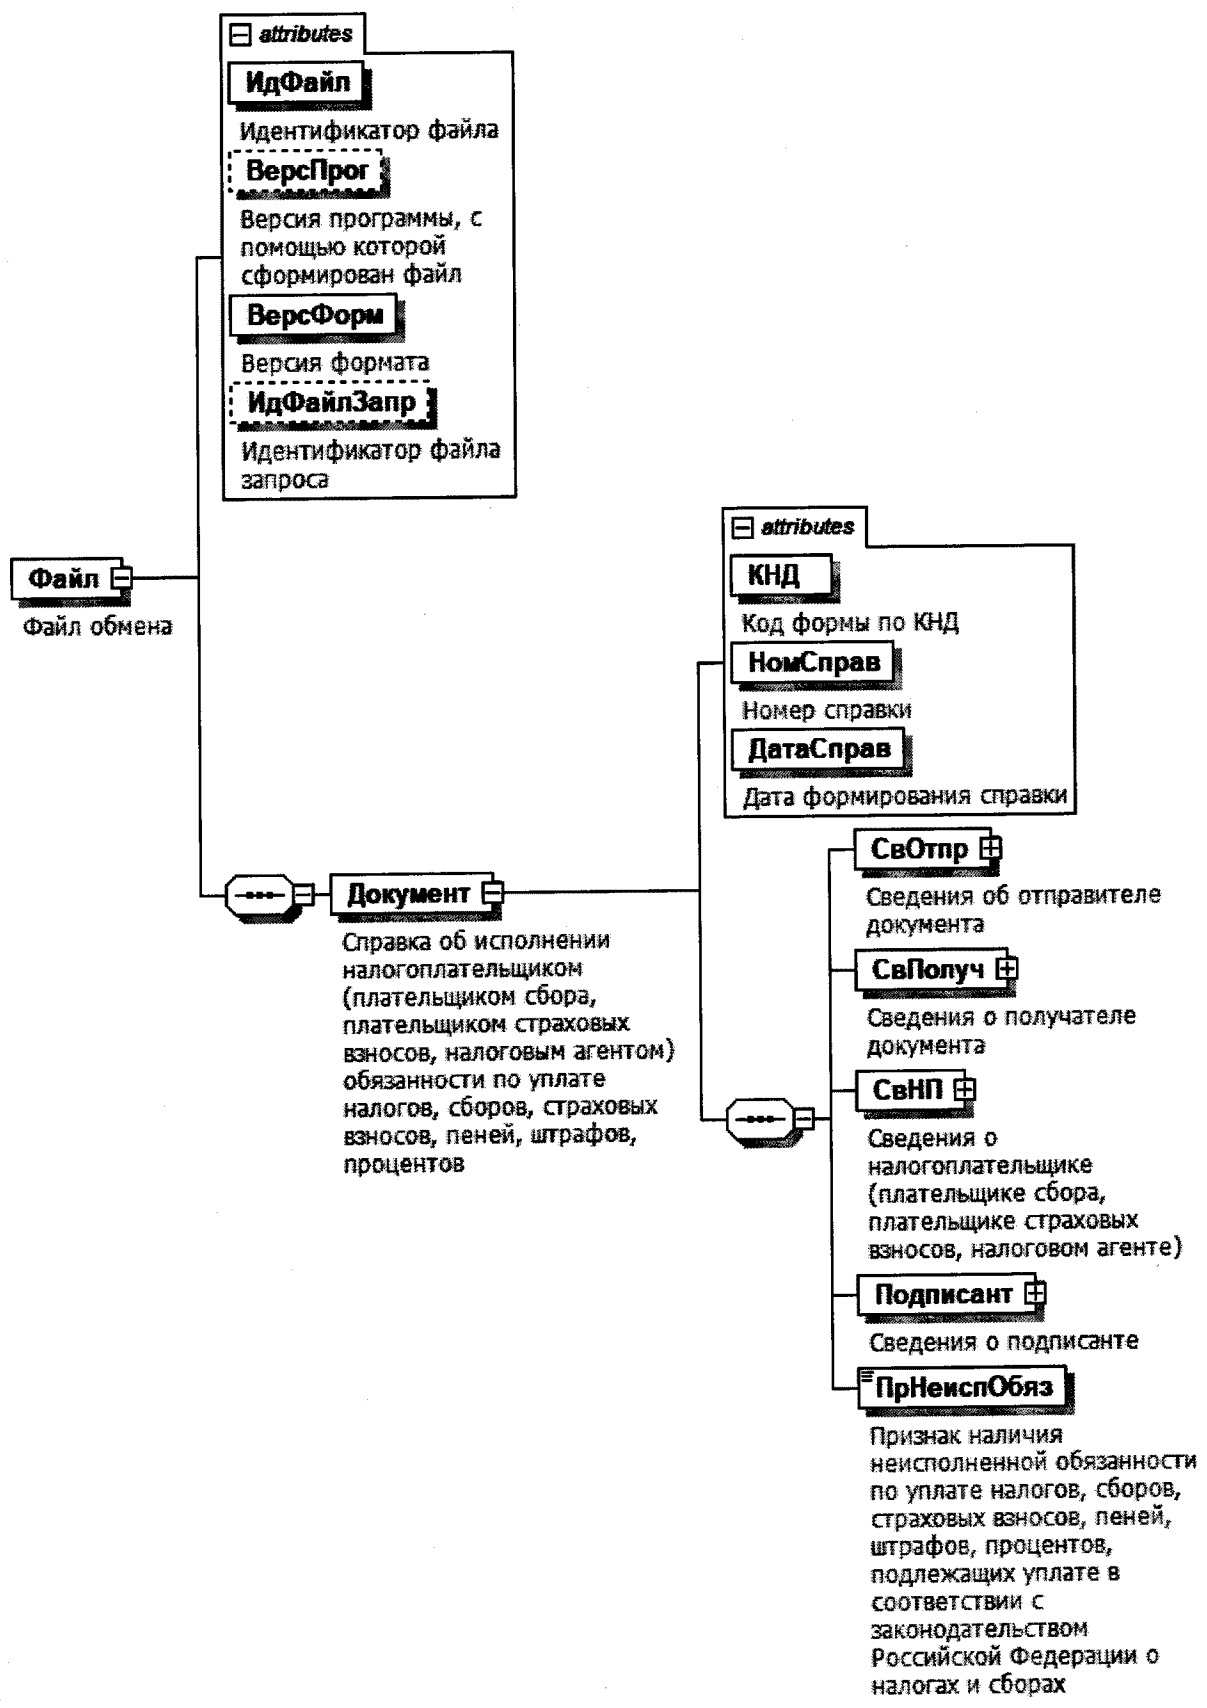 attributes
ИдФайл
Идентификатор файла
ВерсПрог
Версия программы, с
помощью которой
сформирован файл
ВерсФорм
Версия формата
ИдФайлЗапр
Идентификатор файла
запроса
Файл
Файл обмена
attributes
КНД
Код формы по КНД
НомСправ
Номер справки
ДатаСправ
Дата формирования справки
Документ
Справка об исполнении
налогоплательщиком
(плательщиком сбора,
плательщиком страховых
взносов, налоговым агентом)
обязанности по уплате
налогов, сборов, страховых
взносов, пеней, штрафов,
процентов
СвОтпр
Сведения об отправителе
документа
СвПолуч
Сведения о получателе
документа
СвНП
Сведения о
налогоплательщике
(плательщике сбора,
плательщике страховых
взносов, налоговом агенте)
Подписант
Сведения о подписанте
ПрНеиспОбяз
Признак наличия
неисполненной обязанности
по уплате налогов, сборов,
страховых взносов, пеней,
штрафов, процентов,
подлежащих уплате в
соответствии с
законодательством
Российской Федерации о
налогах и сборах